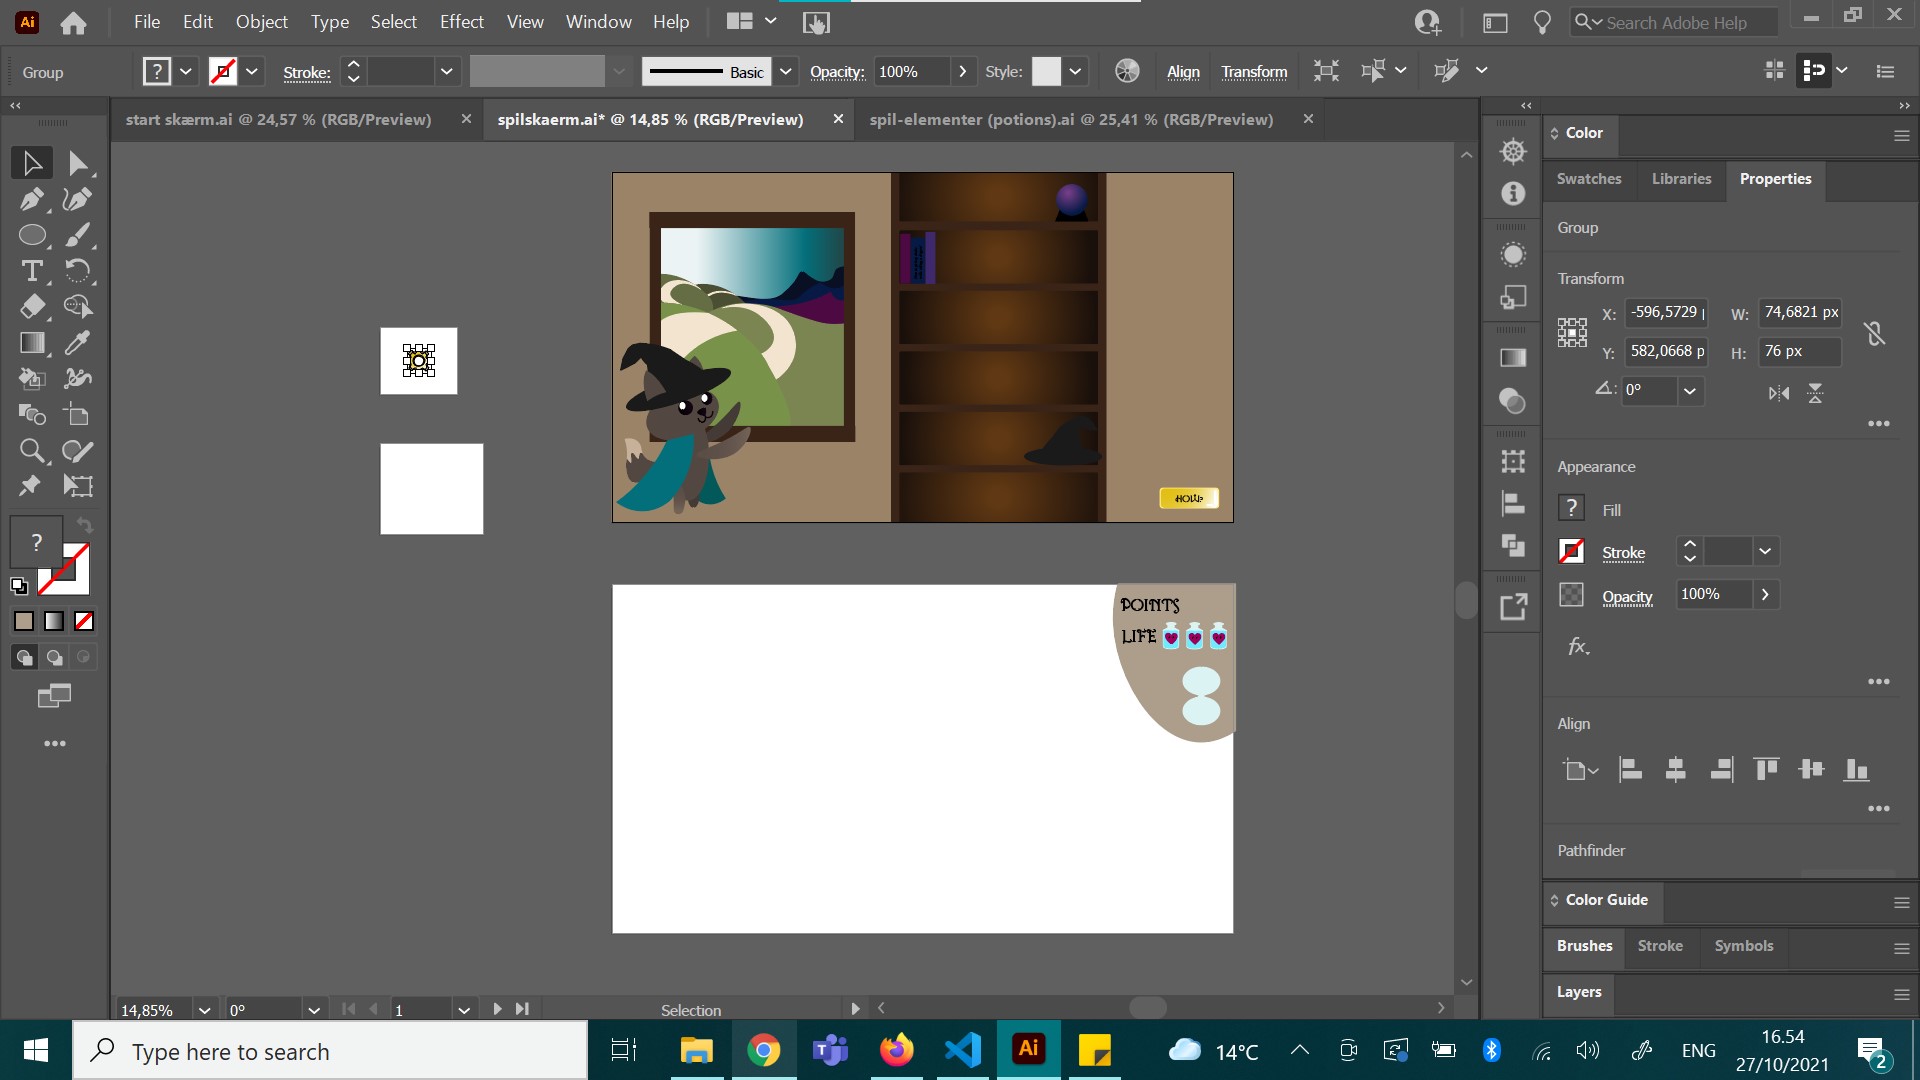 Ai File Edit Object Type Select Effect View Window Help Search Adobe Help
Group ? Stroke: Basic Opacity: 100% Style: Align Transform
start skærm.ai @ 24,57 % (RGB/Preview) spilskaerm.ai* @ 14,85 % (RGB/Preview) spil-elementer (potions).ai @ 25,41 % (RGB/Preview)
Color
Swatches Libraries Properties
Group
Transform
X: -596,5729 W: 74,6821 px
Y: 582,0668 p H: 76 px
0°
Appearance
? Fill
Stroke
Opacity 100%
fx.
Align
Pathfinder
Color Guide
Brushes Stroke Symbols
Layers
?
HOW?
POINTS
LIFE
14,85% 0° 1 Selection
Type here to search
Ai
14°C
ENG
16.54
27/10/2021
2